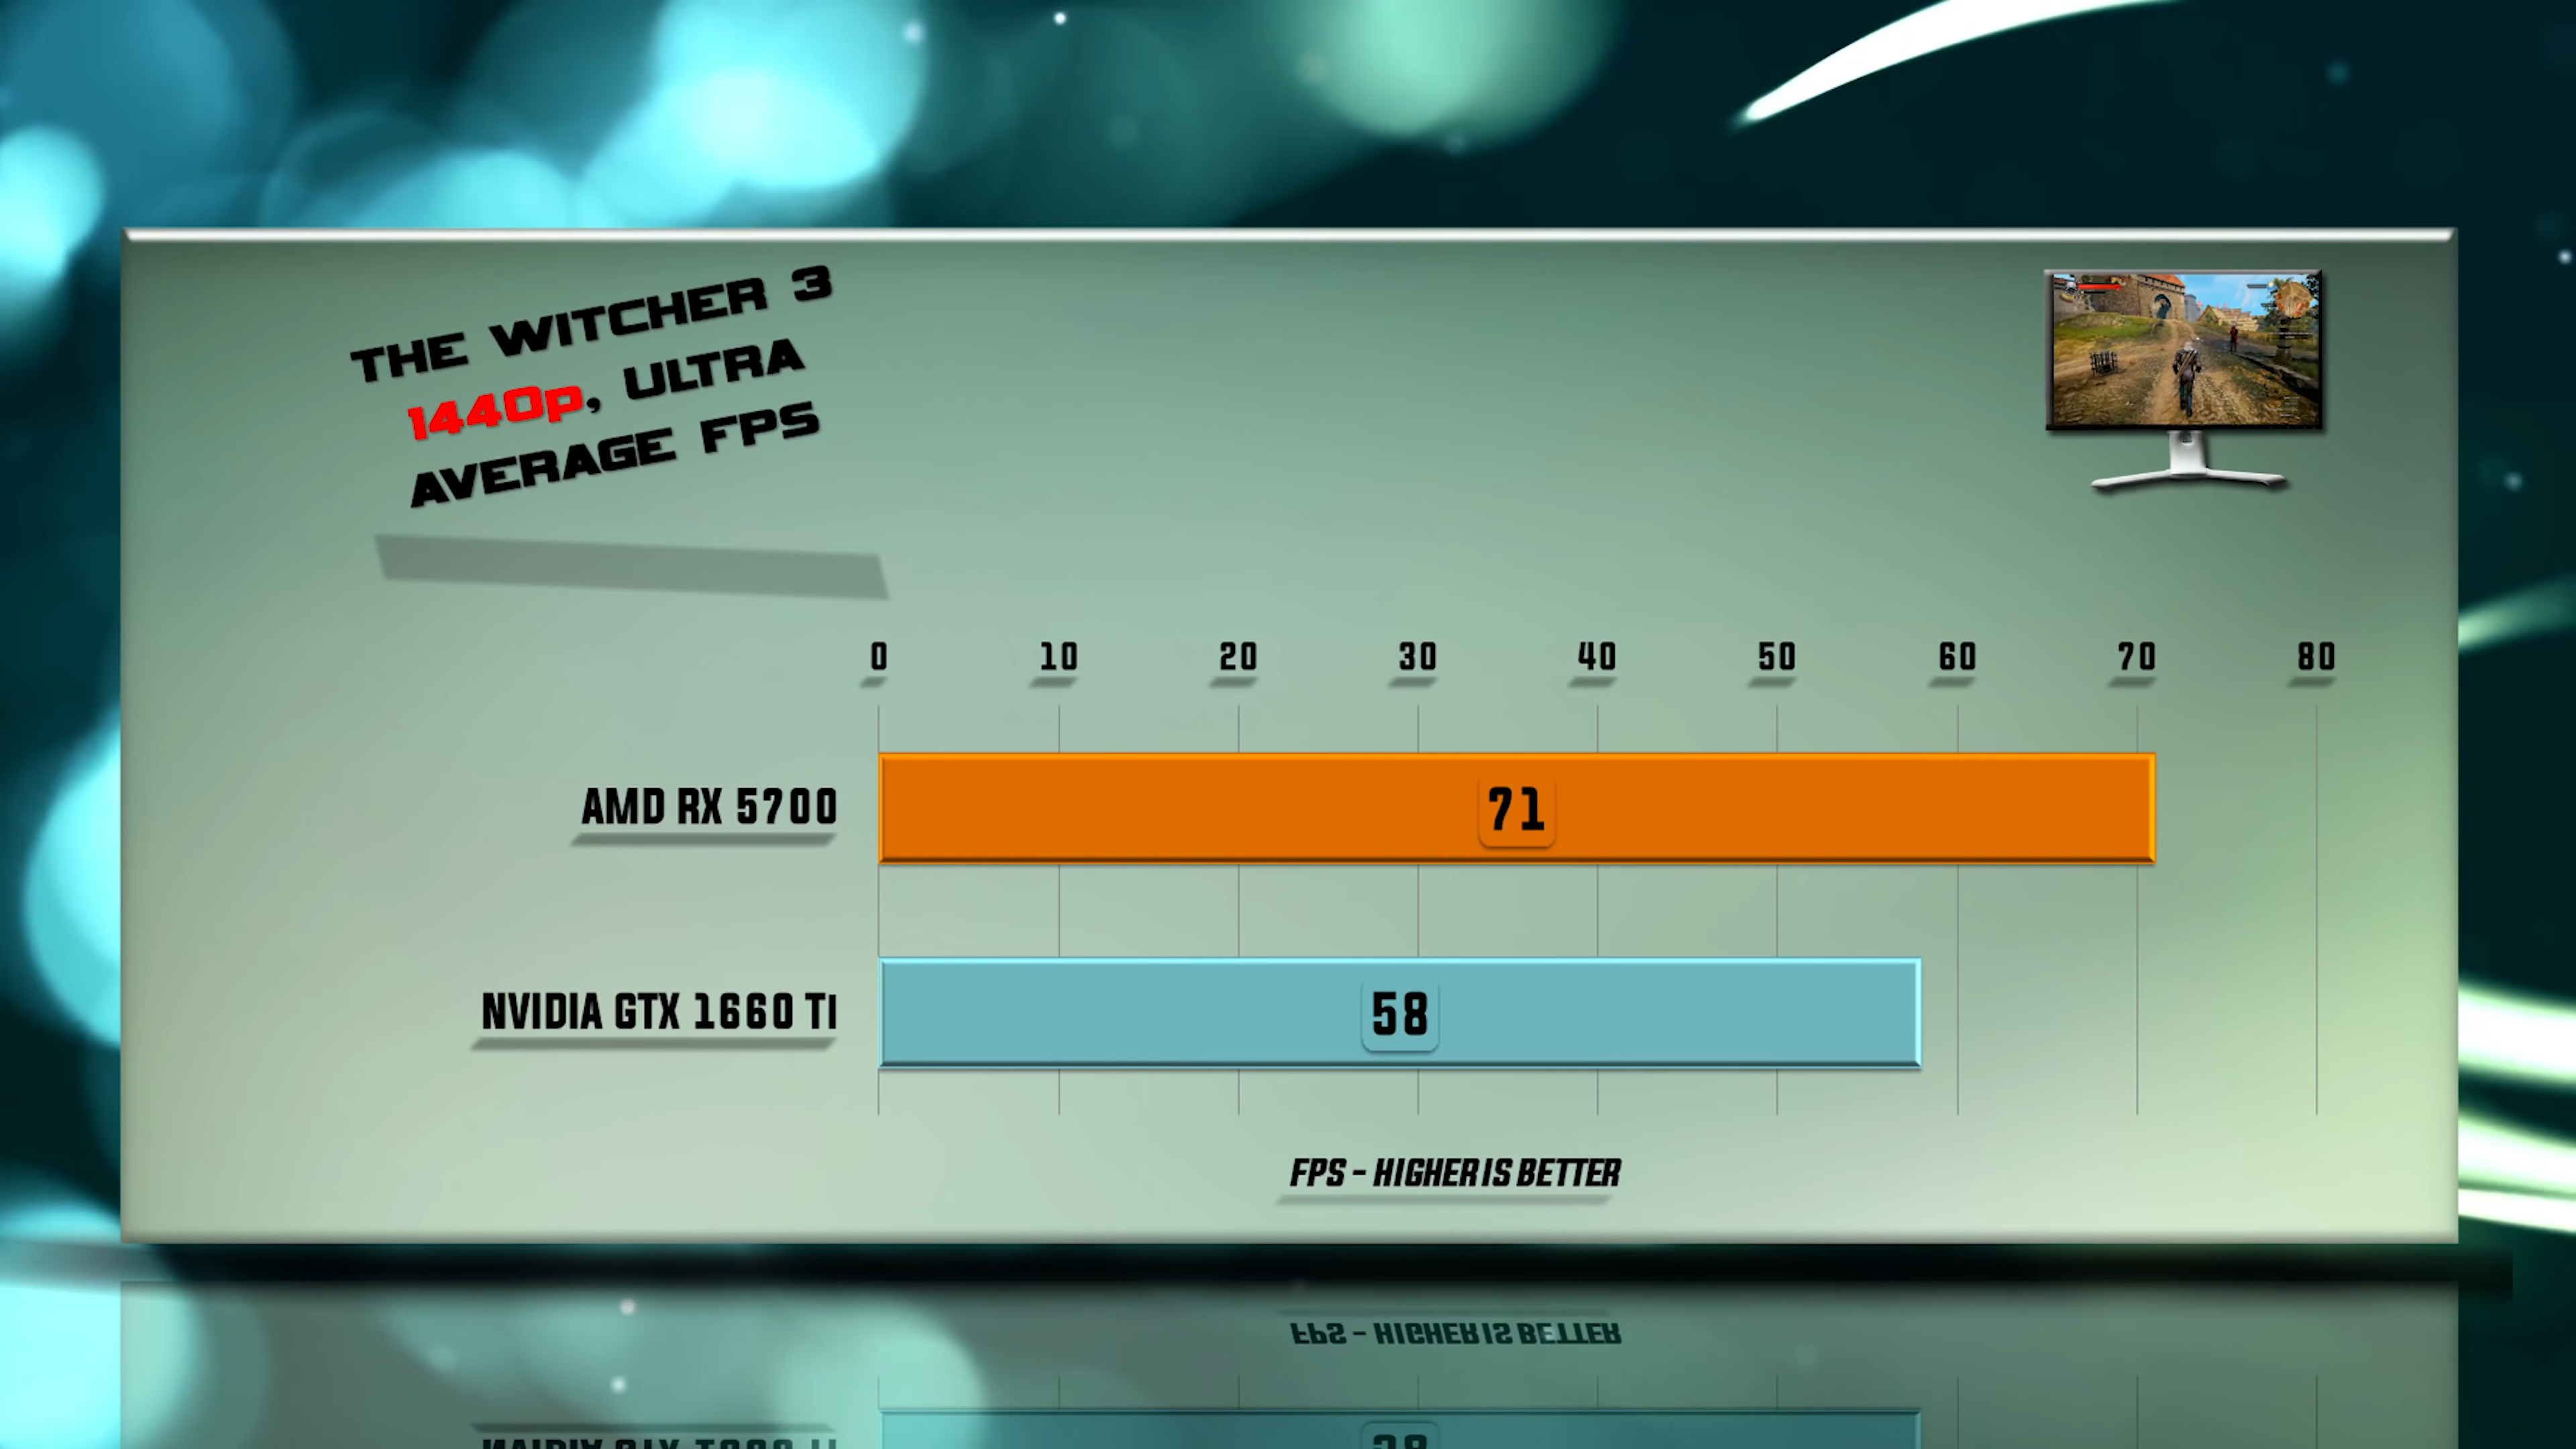 THE WITCHER 3
1440p, ULTRA
AVERAGE FPS
0 10 20 30 40 50 60 70 80
AMD RX 5700
71
NVIDIA GTX 1660 TI
58
FPS - HIGHER IS BETTER